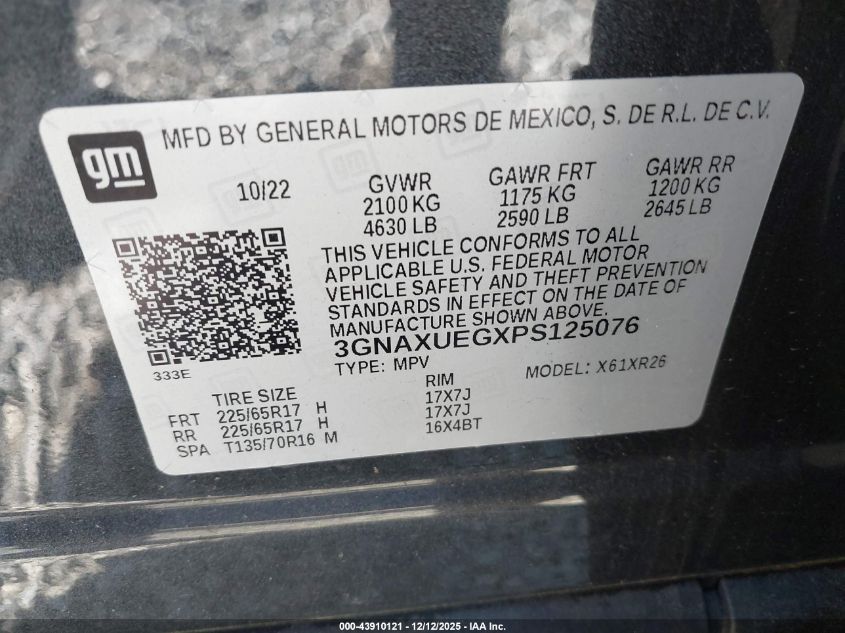 gm
MFD BY GENERAL MOTORS DE MEXICO, S. DE R.L. DE C.V.
10/22
GVWR
2100 KG
4630 LB
GAWR FRT
1175 KG
2590 LB
GAWR RR
1200 KG
2645 LB
THIS VEHICLE CONFORMS TO ALL
APPLICABLE U.S. FEDERAL MOTOR
VEHICLE SAFETY AND THEFT PREVENTION
STANDARDS IN EFFECT ON THE DATE OF
MANUFACTURE SHOWN ABOVE.
3GNAXUEGXPS125076
333E
TYPE: MPV
MODEL: X61XR26
TIRE SIZE
RIM
FRT 225/65R17 H 17X7J
RR 225/65R17 H 17X7J
SPA T135/70R16 M 16X4BT
000-43910121 - 12/12/2025 - IAA Inc.